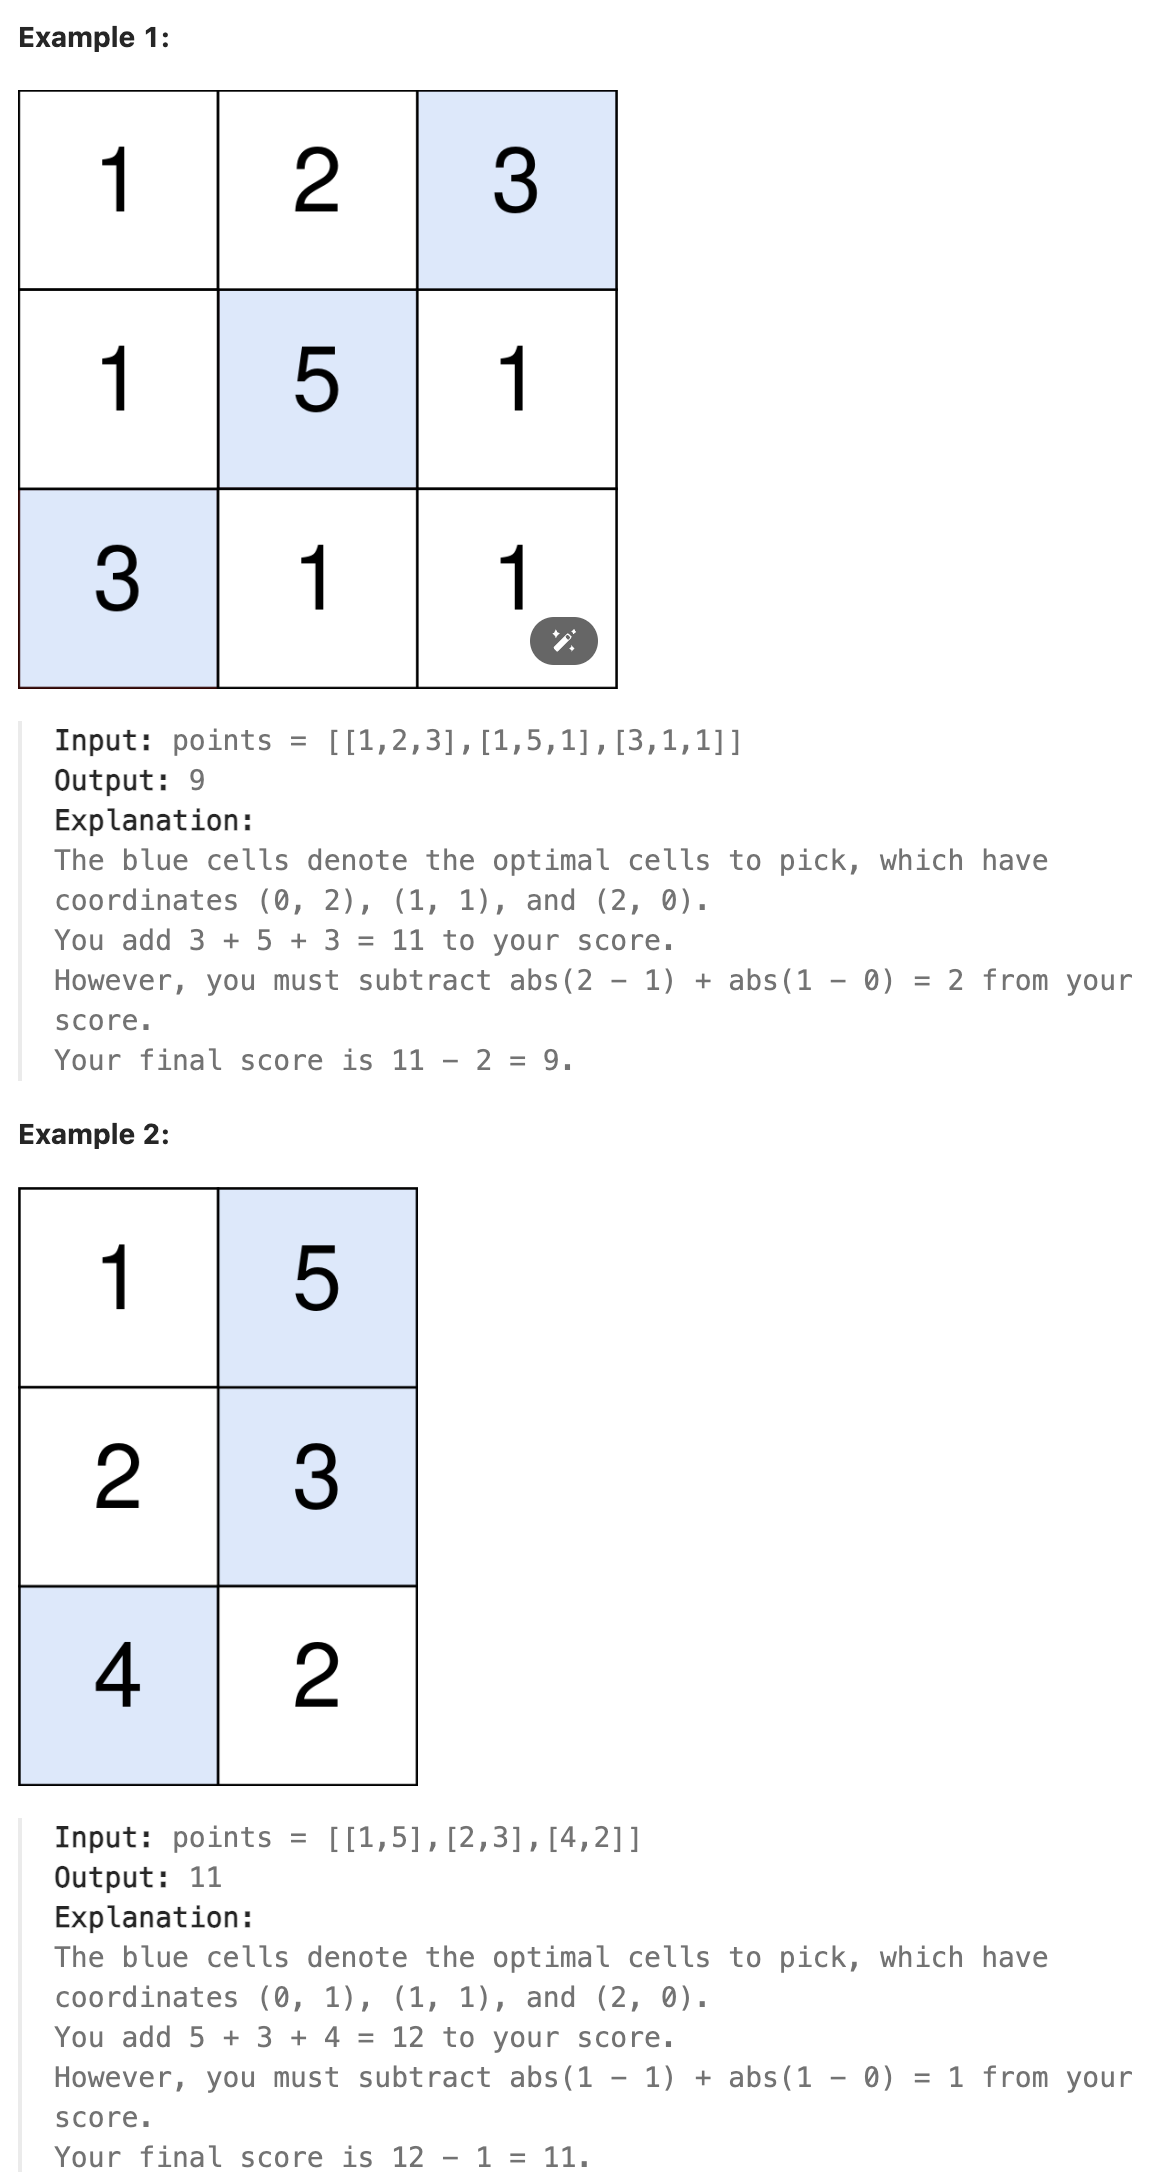 Example 1:
1 2 3
1 5 1
3 1 1
Input: points = [[1,2,3],[1,5,1],[3,1,1]]
Output: 9
Explanation:
The blue cells denote the optimal cells to pick, which have
coordinates (0, 2), (1, 1), and (2, 0).
You add 3 + 5 + 3 = 11 to your score.
However, you must subtract abs(2 - 1) + abs(1 - 0) = 2 from your
score.
Your final score is 11 - 2 = 9.
Example 2:
1 5
2 3
4 2
Input: points = [[1,5],[2,3],[4,2]]
Output: 11
Explanation:
The blue cells denote the optimal cells to pick, which have
coordinates (0, 1), (1, 1), and (2, 0).
You add 5 + 3 + 4 = 12 to your score.
However, you must subtract abs(1 - 1) + abs(1 - 0) = 1 from your
score.
Your final score is 12 - 1 = 11.